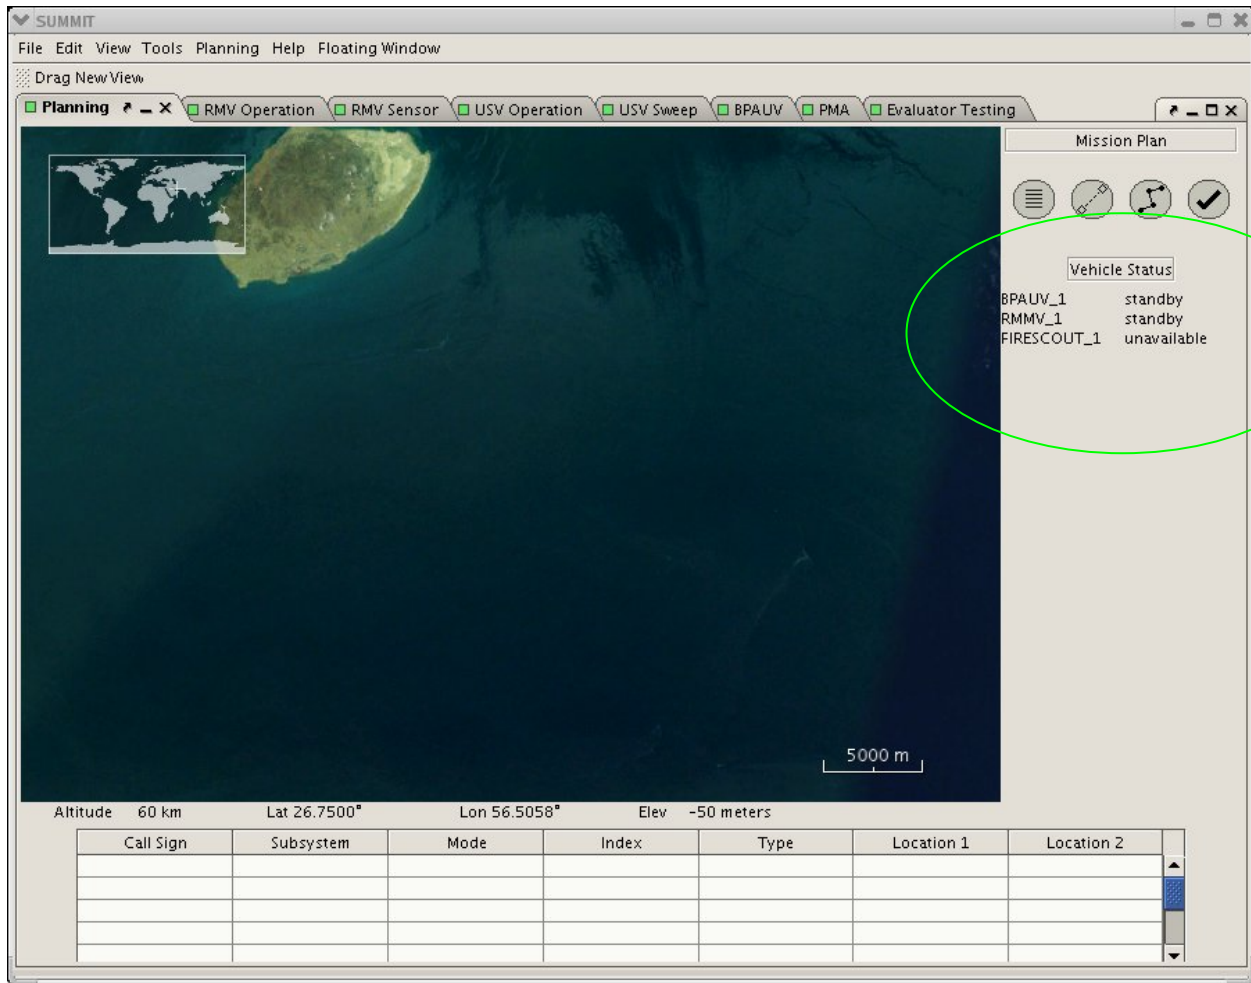 SUMMIT
File Edit View Tools Planning Help Floating Window
Drag New View
Planning RMV Operation RMV Sensor USV Operation USV Sweep BPAUV PMA Evaluator Testing
Mission Plan
Vehicle Status
BPAUV_1 standby
RMMV_1 standby
FIRESCOUT_1 unavailable
5000 m
Altitude 60 km Lat 26.7500° Lon 56.5058° Elev -50 meters
Call Sign Subsystem Mode Index Type Location 1 Location 2